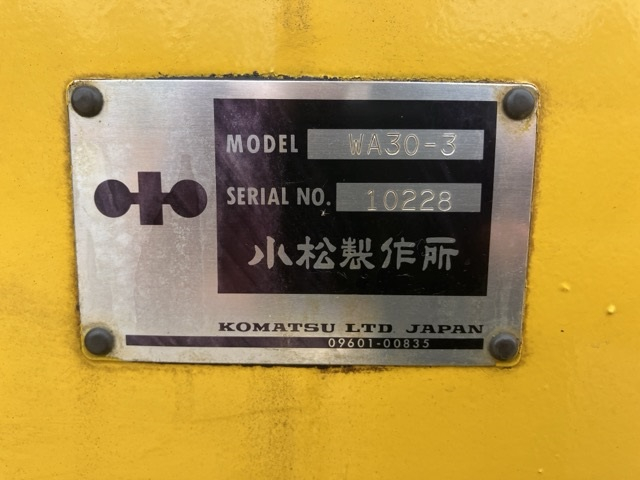 MODEL WA30-3
SERIAL NO. 10228
小松製作所
KOMATSU LTD JAPAN
09601-00835